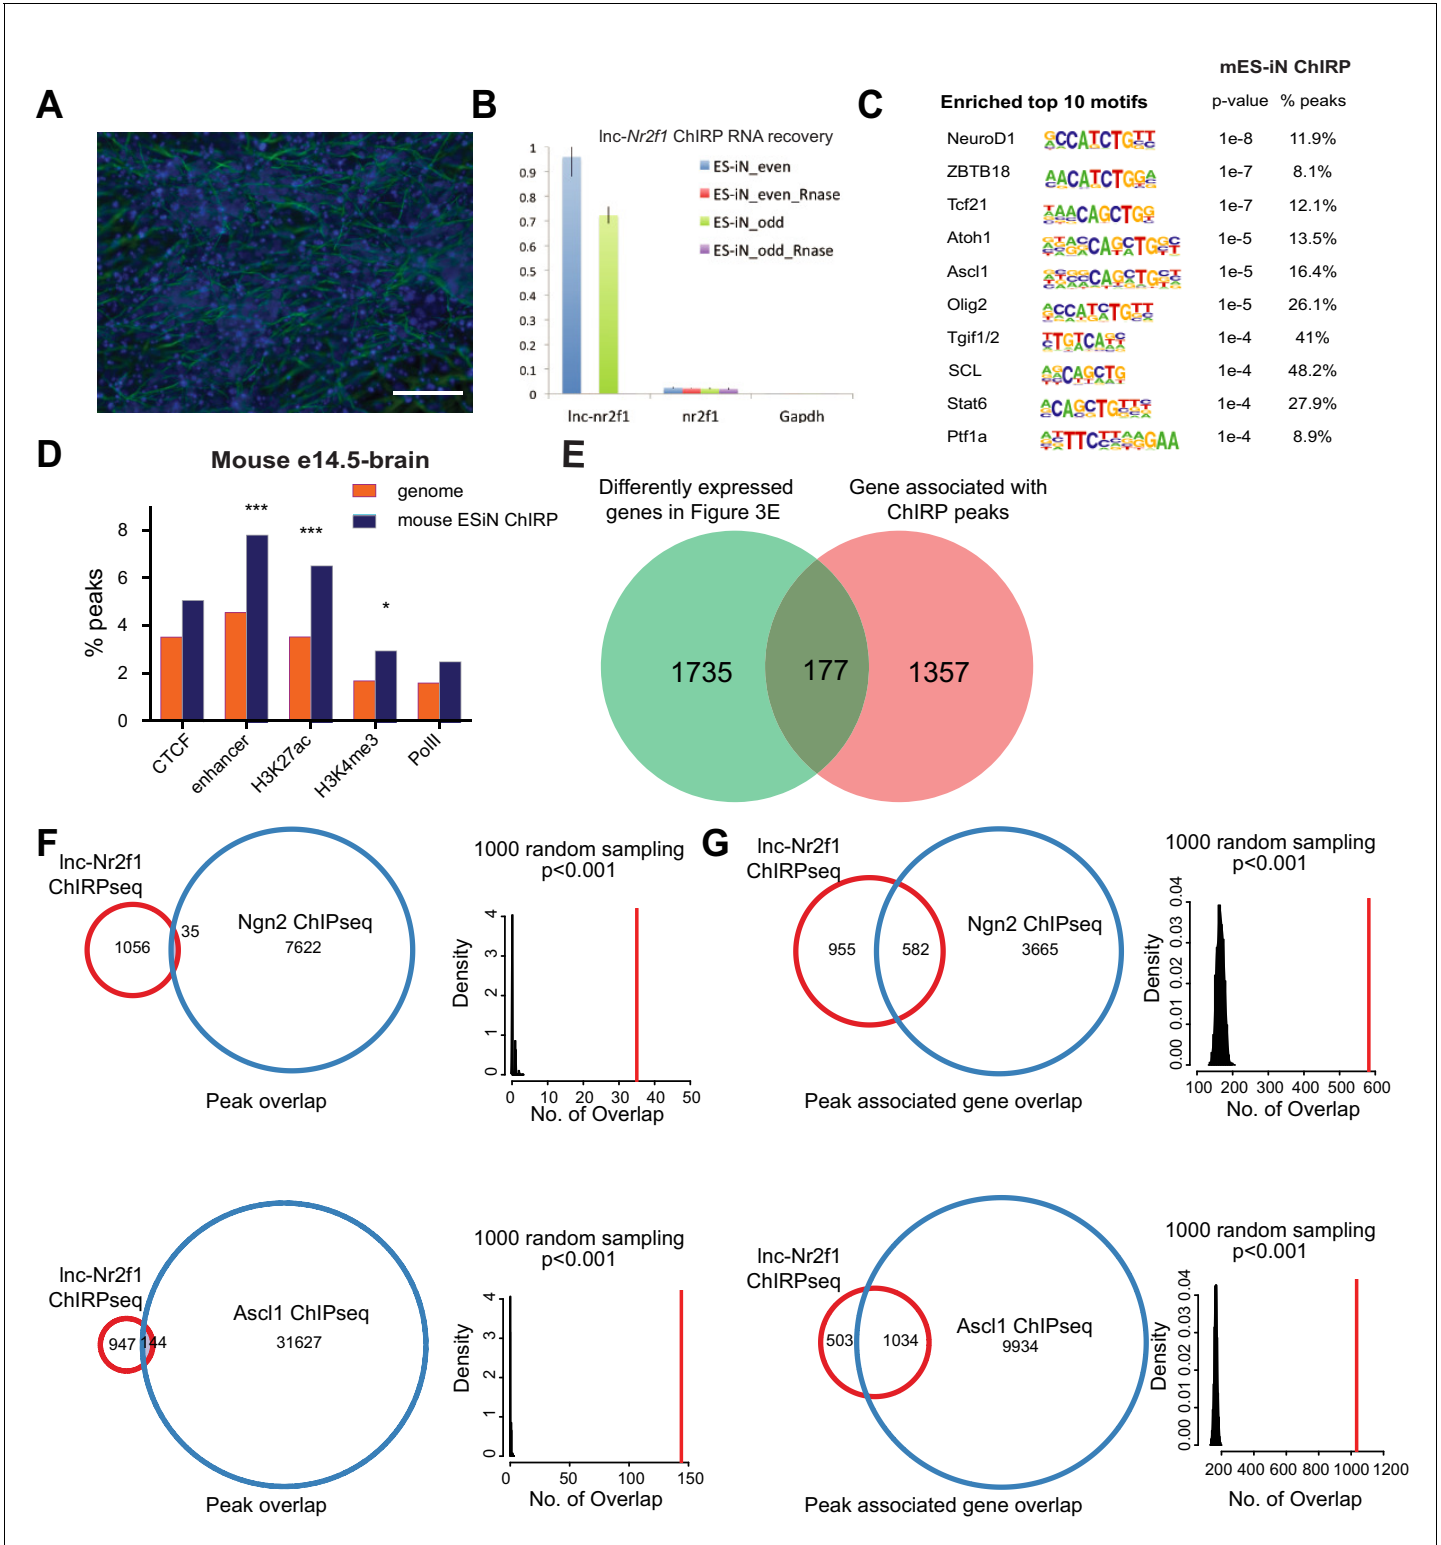 A
B
lnc-Nr2f1 ChIRP RNA recovery
1
0.9
0.8
0.7
0.6
0.5
0.4
0.3
0.2
0.1
0
ES-iN_even
ES-iN_even_Rnase
ES-iN_odd
ES-iN_odd_Rnase
lnc-nr2f1 nr2f1 Gapdh
C
mES-iN ChIRP
Enriched top 10 motifs p-value % peaks
NeuroD1 1e-8 11.9%
ZBTB18 1e-7 8.1%
Tcf21 1e-7 12.1%
Atoh1 1e-5 13.5%
Ascl1 1e-5 16.4%
Olig2 1e-5 26.1%
Tgif1/2 1e-4 41%
SCL 1e-4 48.2%
Stat6 1e-4 27.9%
Ptf1a 1e-4 8.9%
D
Mouse e14.5-brain
genome
mouse ESiN ChIRP
% peaks
8
6
4
2
0
***
***
*
CTCF
enhancer
H3K27ac
H3K4me3
PolII
E
Differently expressed
genes in Figure 3E
Gene associated with
ChIRP peaks
1735 177 1357
F
lnc-Nr2f1
ChIRPseq
1056
35
Ngn2 ChIPseq
7622
Peak overlap
1000 random sampling
p<0.001
Density
4
3
2
1
0
0 10 20 30 40 50
No. of Overlap
G
lnc-Nr2f1
ChIRPseq
955
582
Ngn2 ChIPseq
3665
Peak associated gene overlap
1000 random sampling
p<0.001
Density
0.04
0.03
0.02
0.01
0.00
100 200 300 400 500 600
No. of Overlap
lnc-Nr2f1
ChIRPseq
947
144
Ascl1 ChIPseq
31627
Peak overlap
1000 random sampling
p<0.001
Density
4
3
2
1
0
0 50 100 150
No. of Overlap
lnc-Nr2f1
ChIRPseq
503
1034
Ascl1 ChIPseq
9934
Peak associated gene overlap
1000 random sampling
p<0.001
Density
0.04
0.03
0.02
0.01
0.00
200 400 600 800 1000 1200
No. of Overlap